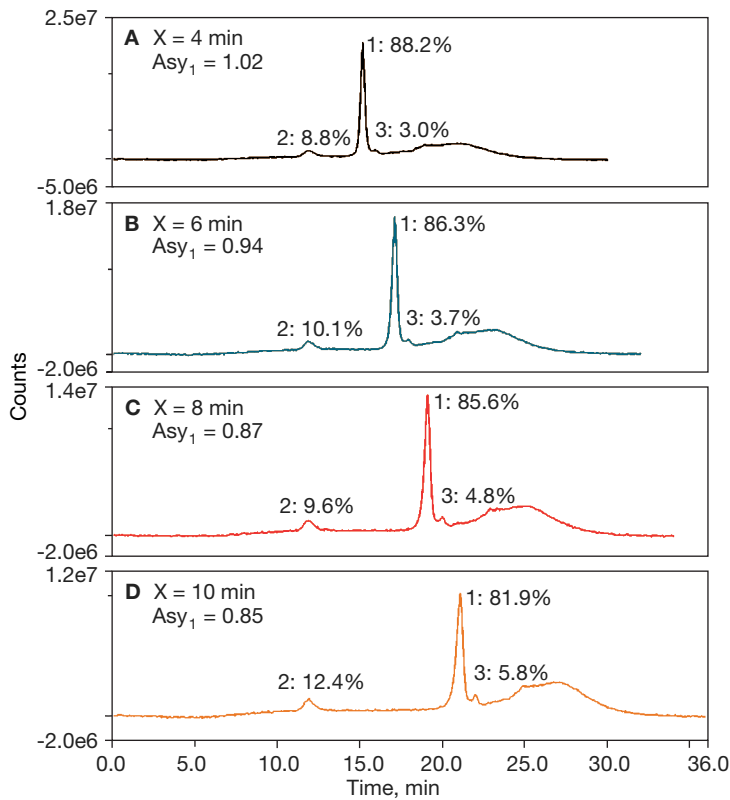 2.5e7
A X = 4 min
Asy₁ = 1.02
1: 88.2%
2: 8.8%
3: 3.0%
-5.0e6
1.8e7
B X = 6 min
Asy₁ = 0.94
1: 86.3%
2: 10.1%
3: 3.7%
-2.0e6
Counts
1.4e7
C X = 8 min
Asy₁ = 0.87
1: 85.6%
2: 9.6%
3: 4.8%
-2.0e6
1.2e7
D X = 10 min
Asy₁ = 0.85
1: 81.9%
2: 12.4%
3: 5.8%
-2.0e6
0.0 5.0 10.0 15.0 20.0 25.0 30.0 36.0
Time, min